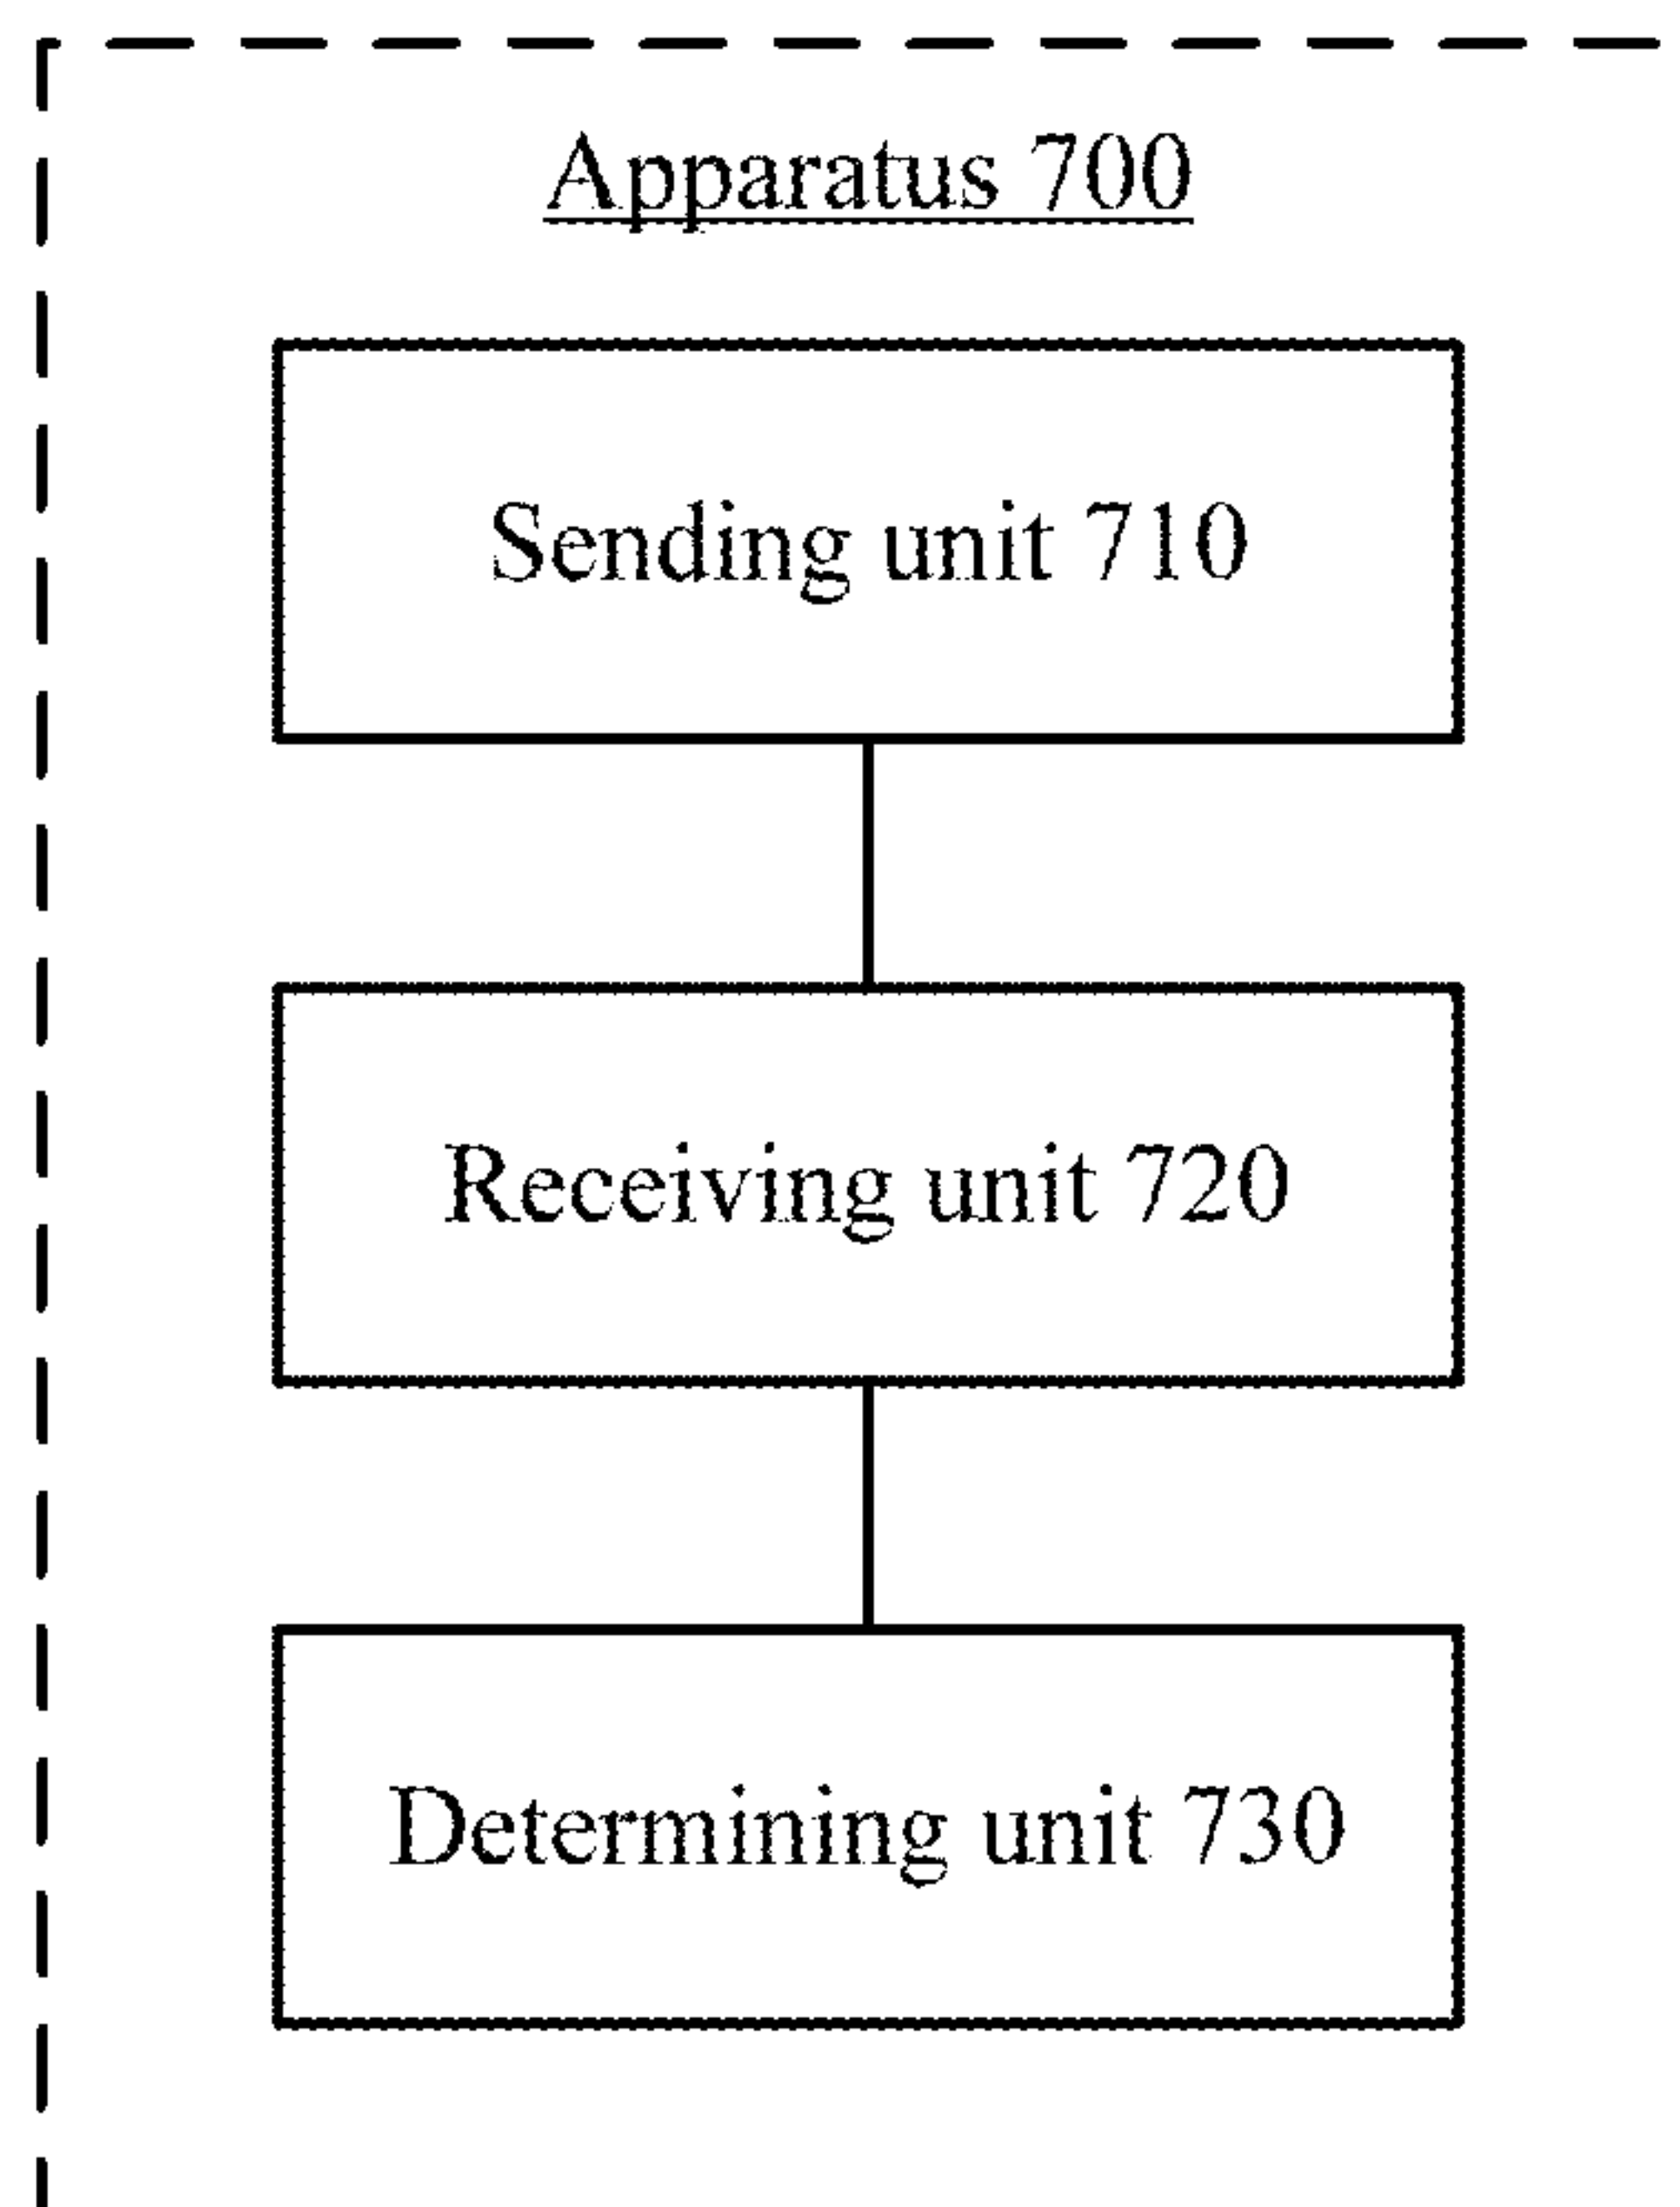 Apparatus 700
Sending unit 710
Receiving unit 720
Determining unit 730